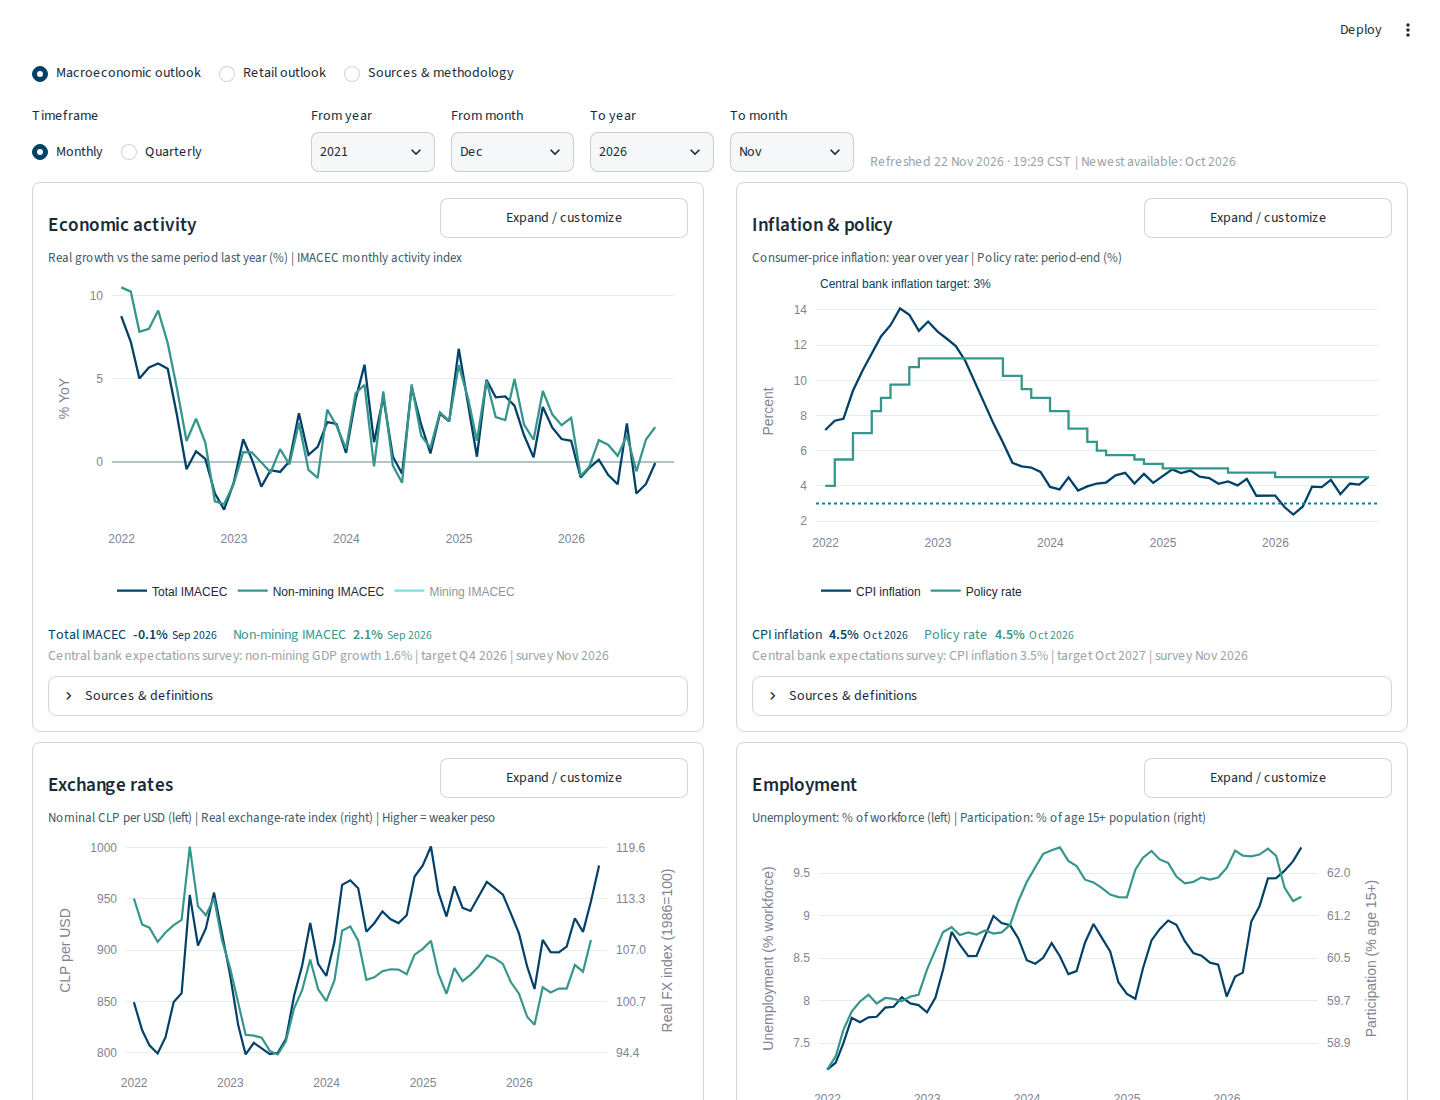 Deploy
Macroeconomic outlook Retail outlook Sources & methodology
Timeframe From year From month To year To month
Monthly Quarterly 2021 Dec 2026 Nov Refreshed 22 Nov 2026 · 19:29 CST | Newest available: Oct 2026
Economic activity
Expand / customize
Real growth vs the same period last year (%) | IMACEC monthly activity index
% YoY
10
5
0
2022 2023 2024 2025 2026
Total IMACEC Non-mining IMACEC Mining IMACEC
Total IMACEC -0.1% Sep 2026 Non-mining IMACEC 2.1% Sep 2026
Central bank expectations survey: non-mining GDP growth 1.6% | target Q4 2026 | survey Nov 2026
Sources & definitions
Inflation & policy
Expand / customize
Consumer-price inflation: year over year | Policy rate: period-end (%)
Central bank inflation target: 3%
Percent
14
12
10
8
6
4
2
2022 2023 2024 2025 2026
CPI inflation Policy rate
CPI inflation 4.5% Oct 2026 Policy rate 4.5% Oct 2026
Central bank expectations survey: CPI inflation 3.5% | target Oct 2027 | survey Nov 2026
Sources & definitions
Exchange rates
Expand / customize
Nominal CLP per USD (left) | Real exchange-rate index (right) | Higher = weaker peso
CLP per USD
Real FX index (1986=100)
1000 119.6
950 113.3
900 107.0
850 100.7
800 94.4
2022 2023 2024 2025 2026
Employment
Expand / customize
Unemployment: % of workforce (left) | Participation: % of age 15+ population (right)
Unemployment (% workforce)
Participation (% age 15+)
9.5 62.0
9 61.2
8.5 60.5
8 59.7
7.5 58.9
2022 2023 2024 2025 2026